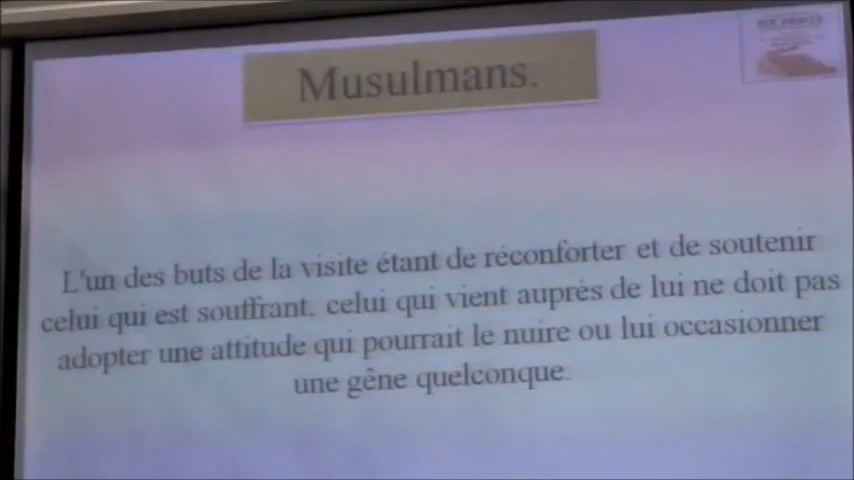 Musulmans.
L'un des buts de la visite étant de réconforter et de soutenir
celui qui est souffrant, celui qui vient auprès de lui ne doit pas
adopter une attitude qui pourrait le nuire ou lui occasionner
une gêne quelconque.